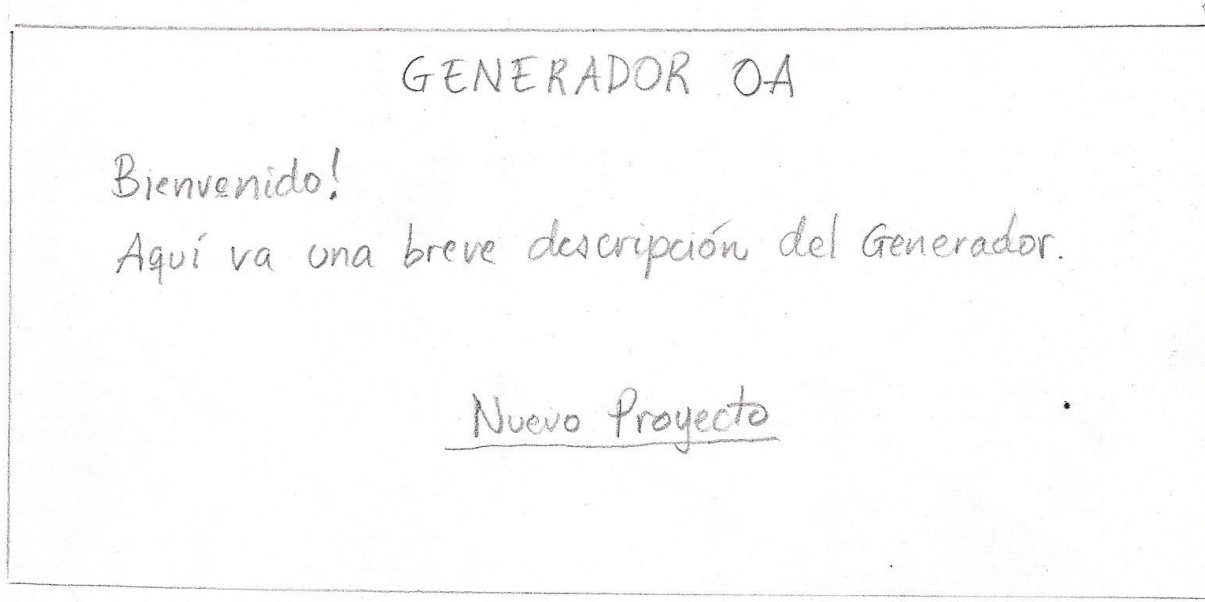 GENERADOR OA
Bienvenido!
Aquí va una breve descripción del Generador.
Nuevo Proyecto